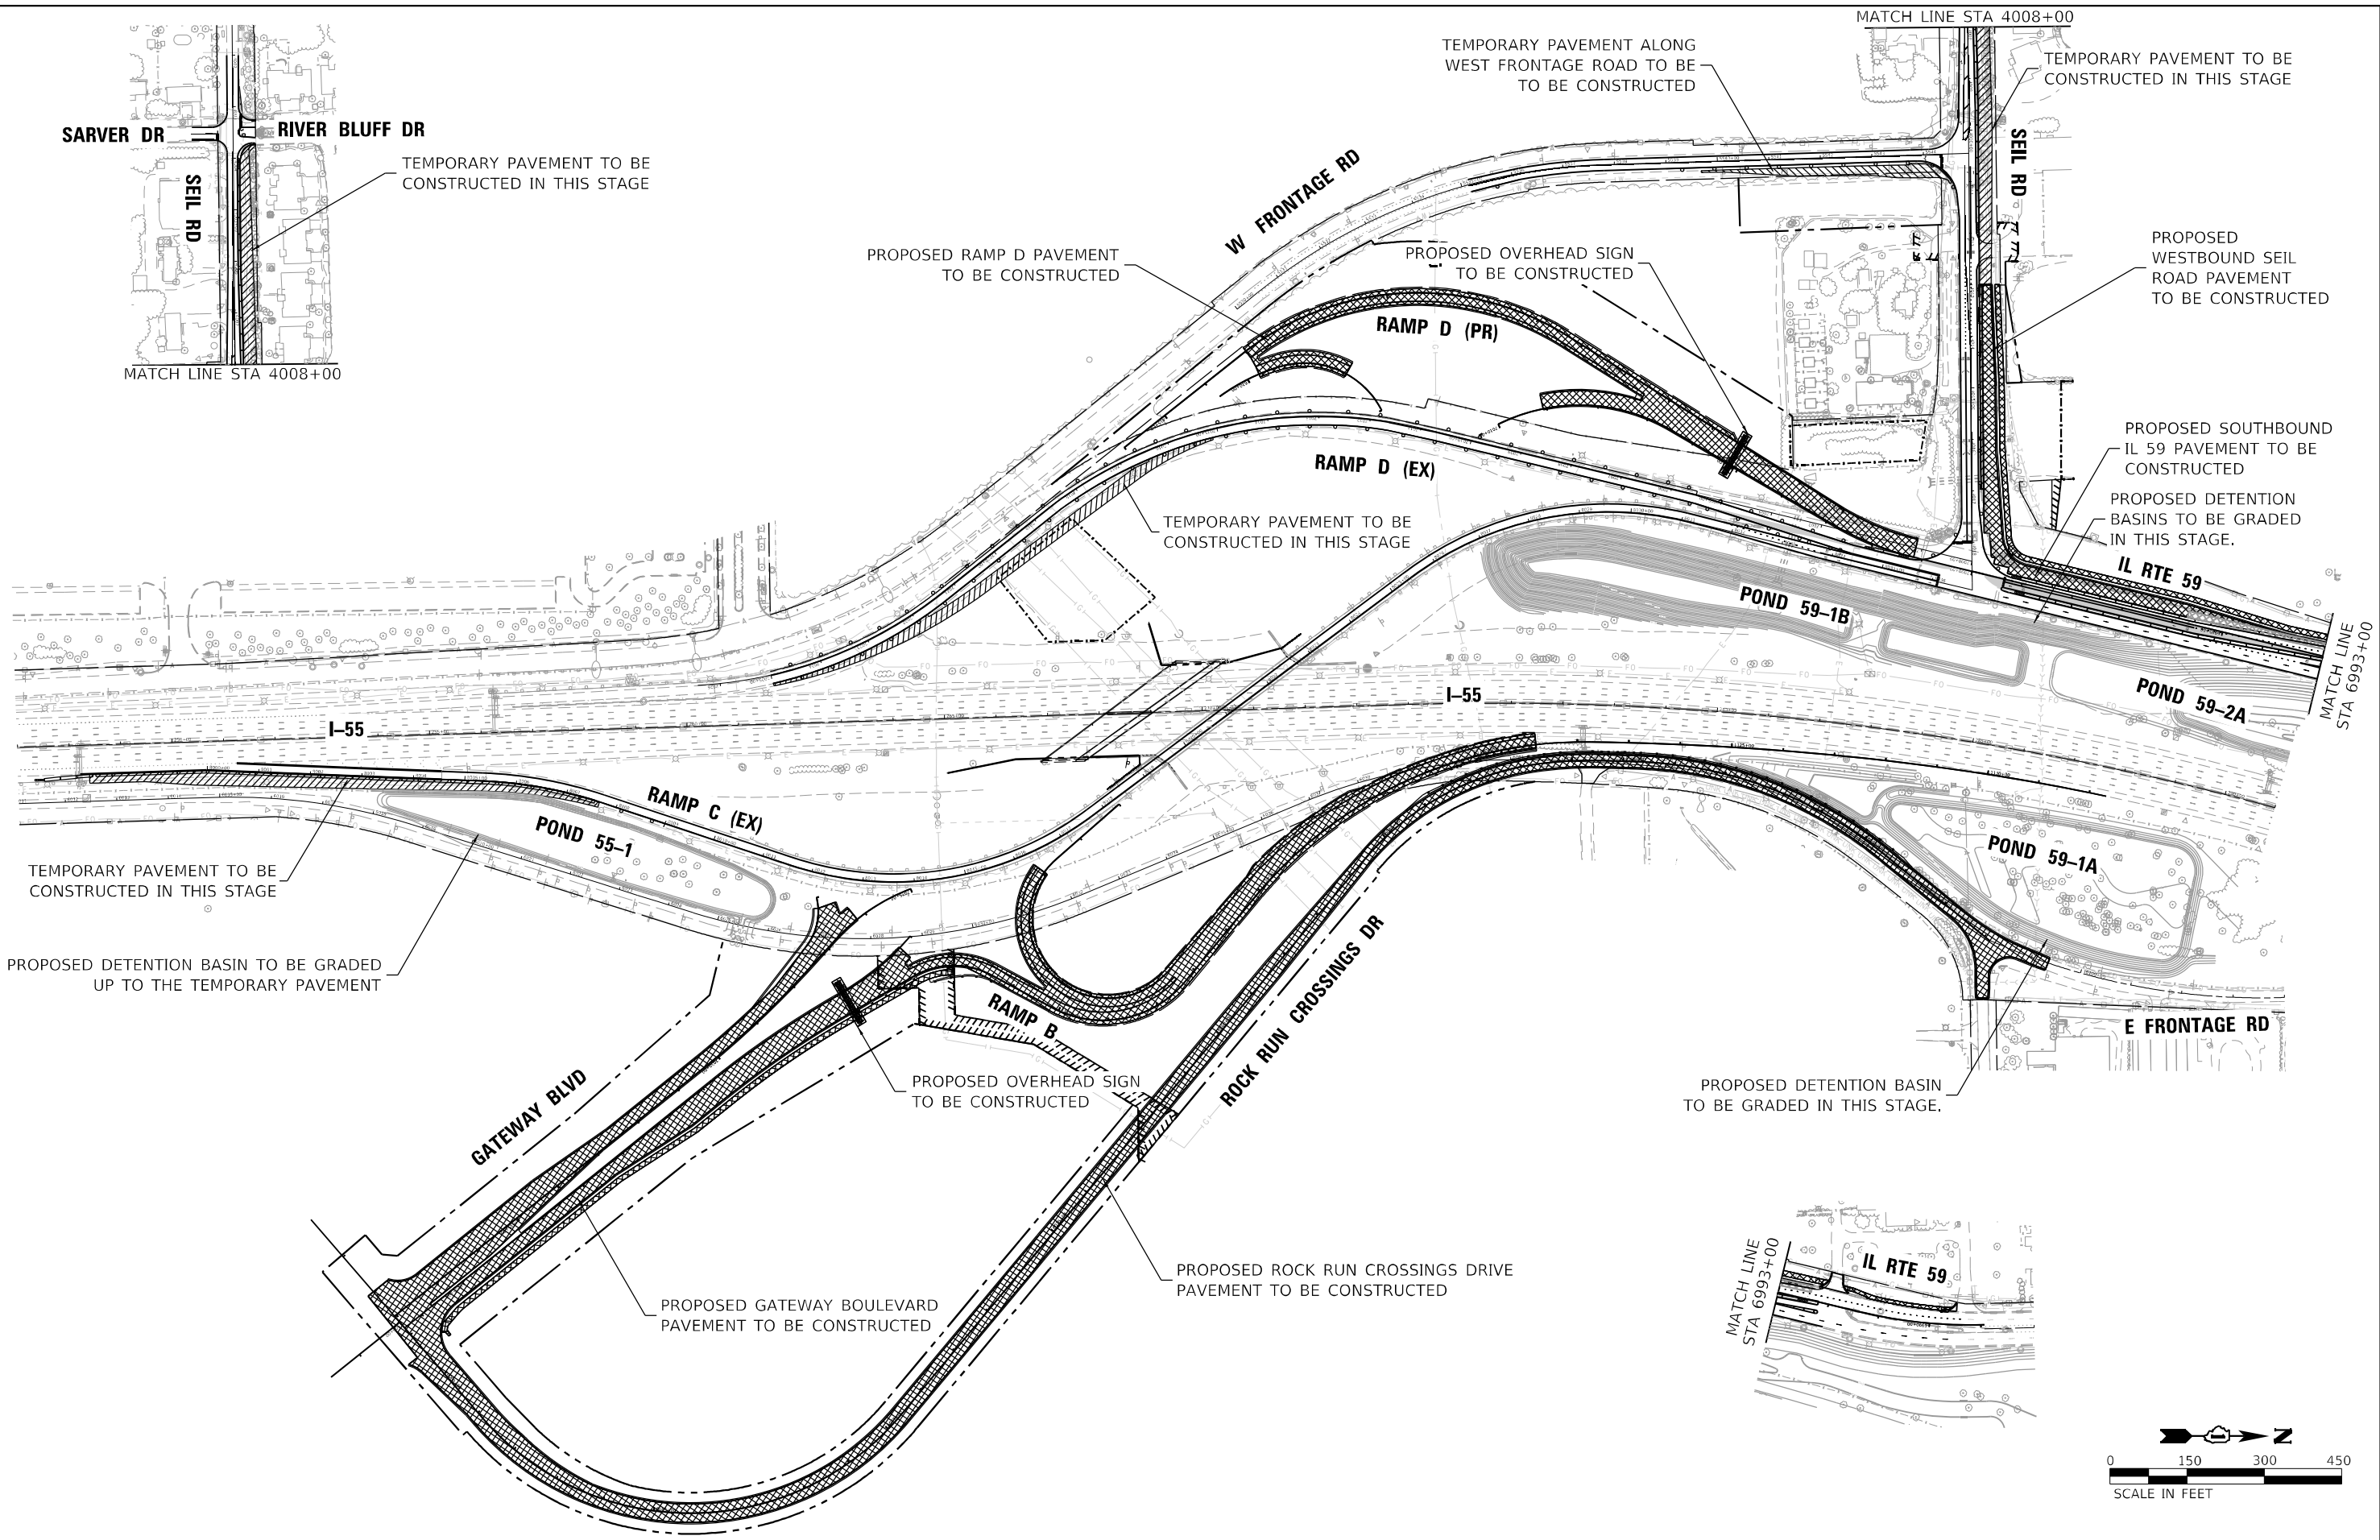 MATCH LINE STA 4008+00
TEMPORARY PAVEMENT ALONG
WEST FRONTAGE ROAD TO BE
TO BE CONSTRUCTED
TEMPORARY PAVEMENT TO BE
CONSTRUCTED IN THIS STAGE
SARVER DR
RIVER BLUFF DR
TEMPORARY PAVEMENT TO BE
CONSTRUCTED IN THIS STAGE
SEIL RD
MATCH LINE STA 4008+00
SEIL RD
W FRONTAGE RD
PROPOSED RAMP D PAVEMENT
TO BE CONSTRUCTED
PROPOSED OVERHEAD SIGN
TO BE CONSTRUCTED
PROPOSED
WESTBOUND SEIL
ROAD PAVEMENT
TO BE CONSTRUCTED
RAMP D (PR)
RAMP D (EX)
PROPOSED SOUTHBOUND
IL 59 PAVEMENT TO BE
CONSTRUCTED
PROPOSED DETENTION
BASINS TO BE GRADED
IN THIS STAGE.
TEMPORARY PAVEMENT TO BE
CONSTRUCTED IN THIS STAGE
IL RTE 59
POND 59-1B
POND 59-2A
MATCH LINE
STA 6993+00
I-55
I-55
RAMP C (EX)
POND 55-1
POND 59-1A
TEMPORARY PAVEMENT TO BE
CONSTRUCTED IN THIS STAGE
PROPOSED DETENTION BASIN TO BE GRADED
UP TO THE TEMPORARY PAVEMENT
RAMP B
ROCK RUN CROSSINGS DR
E FRONTAGE RD
PROPOSED OVERHEAD SIGN
TO BE CONSTRUCTED
PROPOSED DETENTION BASIN
TO BE GRADED IN THIS STAGE.
GATEWAY BLVD
PROPOSED ROCK RUN CROSSINGS DRIVE
PAVEMENT TO BE CONSTRUCTED
PROPOSED GATEWAY BOULEVARD
PAVEMENT TO BE CONSTRUCTED
MATCH LINE
STA 6993+00
IL RTE 59
N
0 150 300 450
SCALE IN FEET